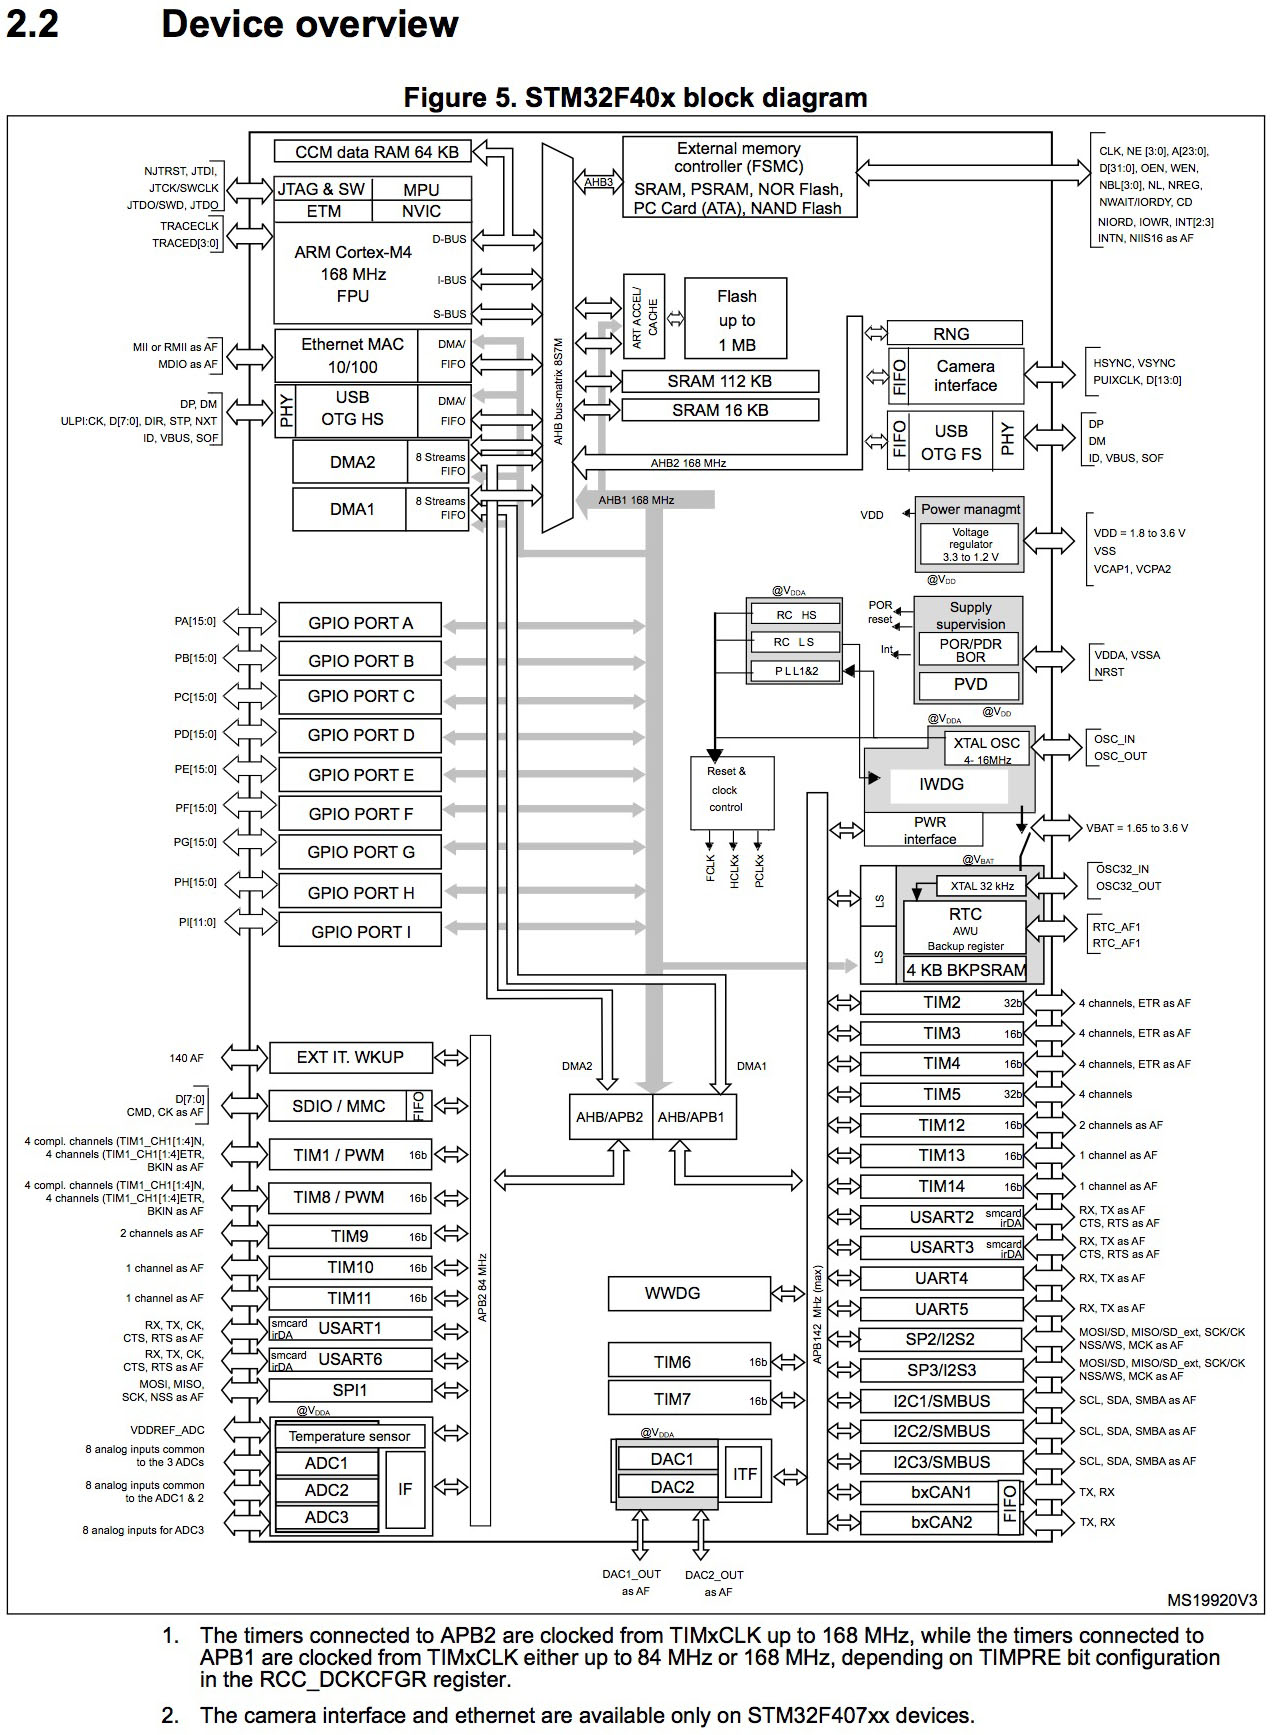 2.2 Device overview
Figure 5. STM32F40x block diagram
CCM data RAM 64 KB
NJTRST, JTDI,
JTCK/SWCLK
JTDO/SWD, JTDO
TRACECLK
TRACED[3:0]
JTAG & SW
MPU
ETM
NVIC
ARM Cortex-M4
168 MHz
FPU
D-BUS
I-BUS
S-BUS
MII or RMII as AF
MDIO as AF
Ethernet MAC
10/100
DMA/
FIFO
DP, DM
ULPI:CK, D[7:0], DIR, STP, NXT
ID, VBUS, SOF
PHY
USB
OTG HS
DMA/
FIFO
DMA2
8 Streams
FIFO
DMA1
8 Streams
FIFO
AHB bus-matrix 8S7M
AHB3
External memory
controller (FSMC)
SRAM, PSRAM, NOR Flash,
PC Card (ATA), NAND Flash
CLK, NE [3:0], A[23:0],
D[31:0], OEN, WEN,
NBL[3:0], NL, NREG,
NWAIT/IORDY, CD
NIORD, IOWR, INT[2:3]
INTN, NIIS16 as AF
ART ACCEL/
CACHE
Flash
up to
1 MB
SRAM 112 KB
SRAM 16 KB
AHB2 168 MHz
AHB1 168 MHz
RNG
FIFO
Camera
interface
HSYNC, VSYNC
PUIXCLK, D[13:0]
FIFO
USB
OTG FS
PHY
DP
DM
ID, VBUS, SOF
VDD
Power managmt
Voltage
regulator
3.3 to 1.2 V
@VDD
VDD = 1.8 to 3.6 V
VSS
VCAP1, VCPA2
@VDDA
RC HS
RC LS
PLL1&2
POR
reset
Int
Supply
supervision
POR/PDR
BOR
PVD
@VDD
VDDA, VSSA
NRST
@VDDA
XTAL OSC
4- 16MHz
OSC_IN
OSC_OUT
IWDG
Reset &
clock
control
FCLK
HCLKx
PCLKx
PWR
interface
VBAT = 1.65 to 3.6 V
@VBAT
LS
LS
XTAL 32 kHz
OSC32_IN
OSC32_OUT
RTC
AWU
Backup register
RTC_AF1
RTC_AF1
4 KB BKPSRAM
PA[15:0]
GPIO PORT A
PB[15:0]
GPIO PORT B
PC[15:0]
GPIO PORT C
PD[15:0]
GPIO PORT D
PE[15:0]
GPIO PORT E
PF[15:0]
GPIO PORT F
PG[15:0]
GPIO PORT G
PH[15:0]
GPIO PORT H
PI[11:0]
GPIO PORT I
DMA2
DMA1
AHB/APB2
AHB/APB1
140 AF
EXT IT. WKUP
D[7:0]
CMD, CK as AF
SDIO / MMC
FIFO
4 compl. channels (TIM1_CH1[1:4]N,
4 channels (TIM1_CH1[1:4]ETR,
BKIN as AF
TIM1 / PWM 16b
4 compl. channels (TIM1_CH1[1:4]N,
4 channels (TIM1_CH1[1:4]ETR,
BKIN as AF
TIM8 / PWM 16b
2 channels as AF
TIM9 16b
1 channel as AF
TIM10 16b
1 channel as AF
TIM11 16b
RX, TX, CK,
CTS, RTS as AF
smcard
irDA
USART1
RX, TX, CK,
CTS, RTS as AF
smcard
irDA
USART6
MOSI, MISO,
SCK, NSS as AF
SPI1
@VDDA
VDDREF_ADC
Temperature sensor
8 analog inputs common
to the 3 ADCs
ADC1
8 analog inputs common
to the ADC1 & 2
ADC2
8 analog inputs for ADC3
ADC3
IF
APB2 84 MHz
WWDG
TIM6 16b
TIM7 16b
@VDDA
DAC1
DAC2
ITF
DAC1_OUT
as AF
DAC2_OUT
as AF
APB142 MHz (max)
TIM2 32b
4 channels, ETR as AF
TIM3 16b
4 channels, ETR as AF
TIM4 16b
4 channels, ETR as AF
TIM5 32b
4 channels
TIM12 16b
2 channels as AF
TIM13 16b
1 channel as AF
TIM14 16b
1 channel as AF
USART2
smcard
irDA
RX, TX as AF
CTS, RTS as AF
USART3
smcard
irDA
RX, TX as AF
CTS, RTS as AF
UART4
RX, TX as AF
UART5
RX, TX as AF
SP2/I2S2
MOSI/SD, MISO/SD_ext, SCK/CK
NSS/WS, MCK as AF
SP3/I2S3
MOSI/SD, MISO/SD_ext, SCK/CK
NSS/WS, MCK as AF
I2C1/SMBUS
SCL, SDA, SMBA as AF
I2C2/SMBUS
SCL, SDA, SMBA as AF
I2C3/SMBUS
SCL, SDA, SMBA as AF
bxCAN1
TX, RX
bxCAN2
TX, RX
FIFO
MS19920V3
1. The timers connected to APB2 are clocked from TIMxCLK up to 168 MHz, while the timers connected to
APB1 are clocked from TIMxCLK either up to 84 MHz or 168 MHz, depending on TIMPRE bit configuration
in the RCC_DCKCFGR register.
2. The camera interface and ethernet are available only on STM32F407xx devices.